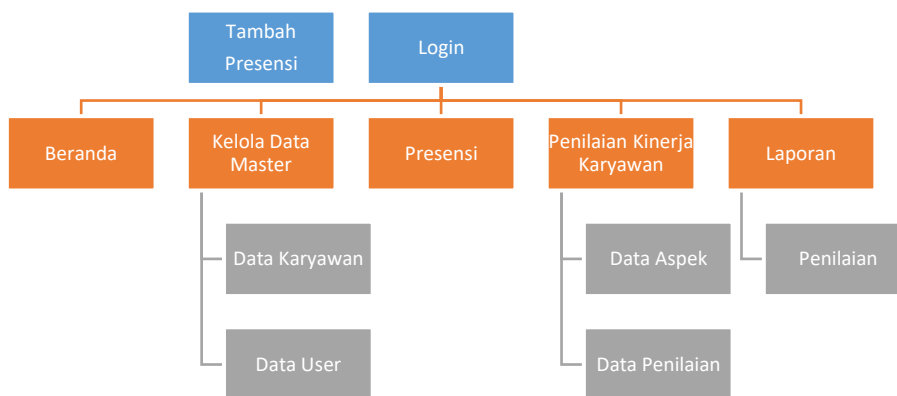 Tambah
Presensi
Login
Beranda
Kelola Data
Master
Presensi
Penilaian Kinerja
Karyawan
Laporan
Data Karyawan
Data Aspek
Penilaian
Data User
Data Penilaian